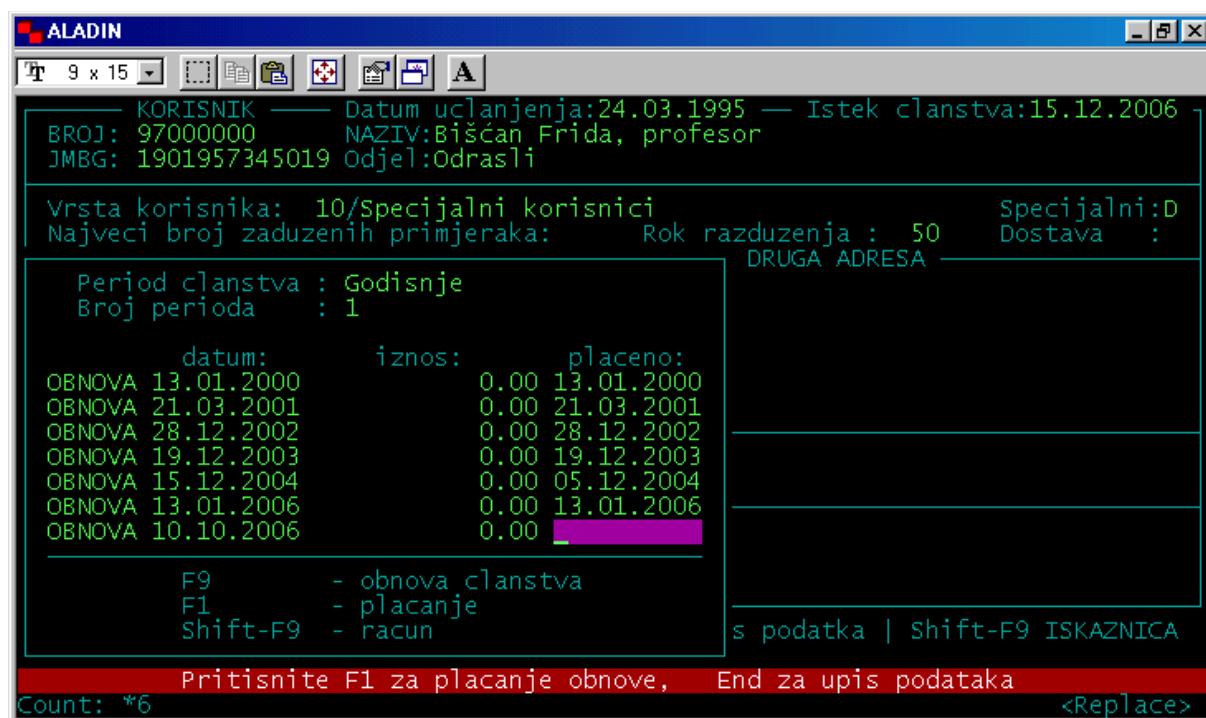 ALADIN
9 x 15
KORISNIK Datum uclanjenja:24.03.1995 Istek clanstva:15.12.2006
BROJ: 97000000 NAZIV:Bišćan Frida, profesor
JMBG: 1901957345019 Odjel:Odrasli
Vrsta korisnika: 10/Specijalni korisnici Specijalni:D
Najveci broj zaduzenih primjeraka: Rok razduzenja : 50 Dostava :
DRUGA ADRESA
Period clanstva : Godisnje
Broj perioda : 1
datum: iznos: placeno:
OBNOVA 13.01.2000 0.00 13.01.2000
OBNOVA 21.03.2001 0.00 21.03.2001
OBNOVA 28.12.2002 0.00 28.12.2002
OBNOVA 19.12.2003 0.00 19.12.2003
OBNOVA 15.12.2004 0.00 05.12.2004
OBNOVA 13.01.2006 0.00 13.01.2006
OBNOVA 10.10.2006 0.00 _
F9 - obnova clanstva
F1 - placanje
Shift-F9 - racun
s podatka | Shift-F9 ISKAZNICA
Pritisnite F1 za placanje obnove, End za upis podataka
Count: *6 <Replace>